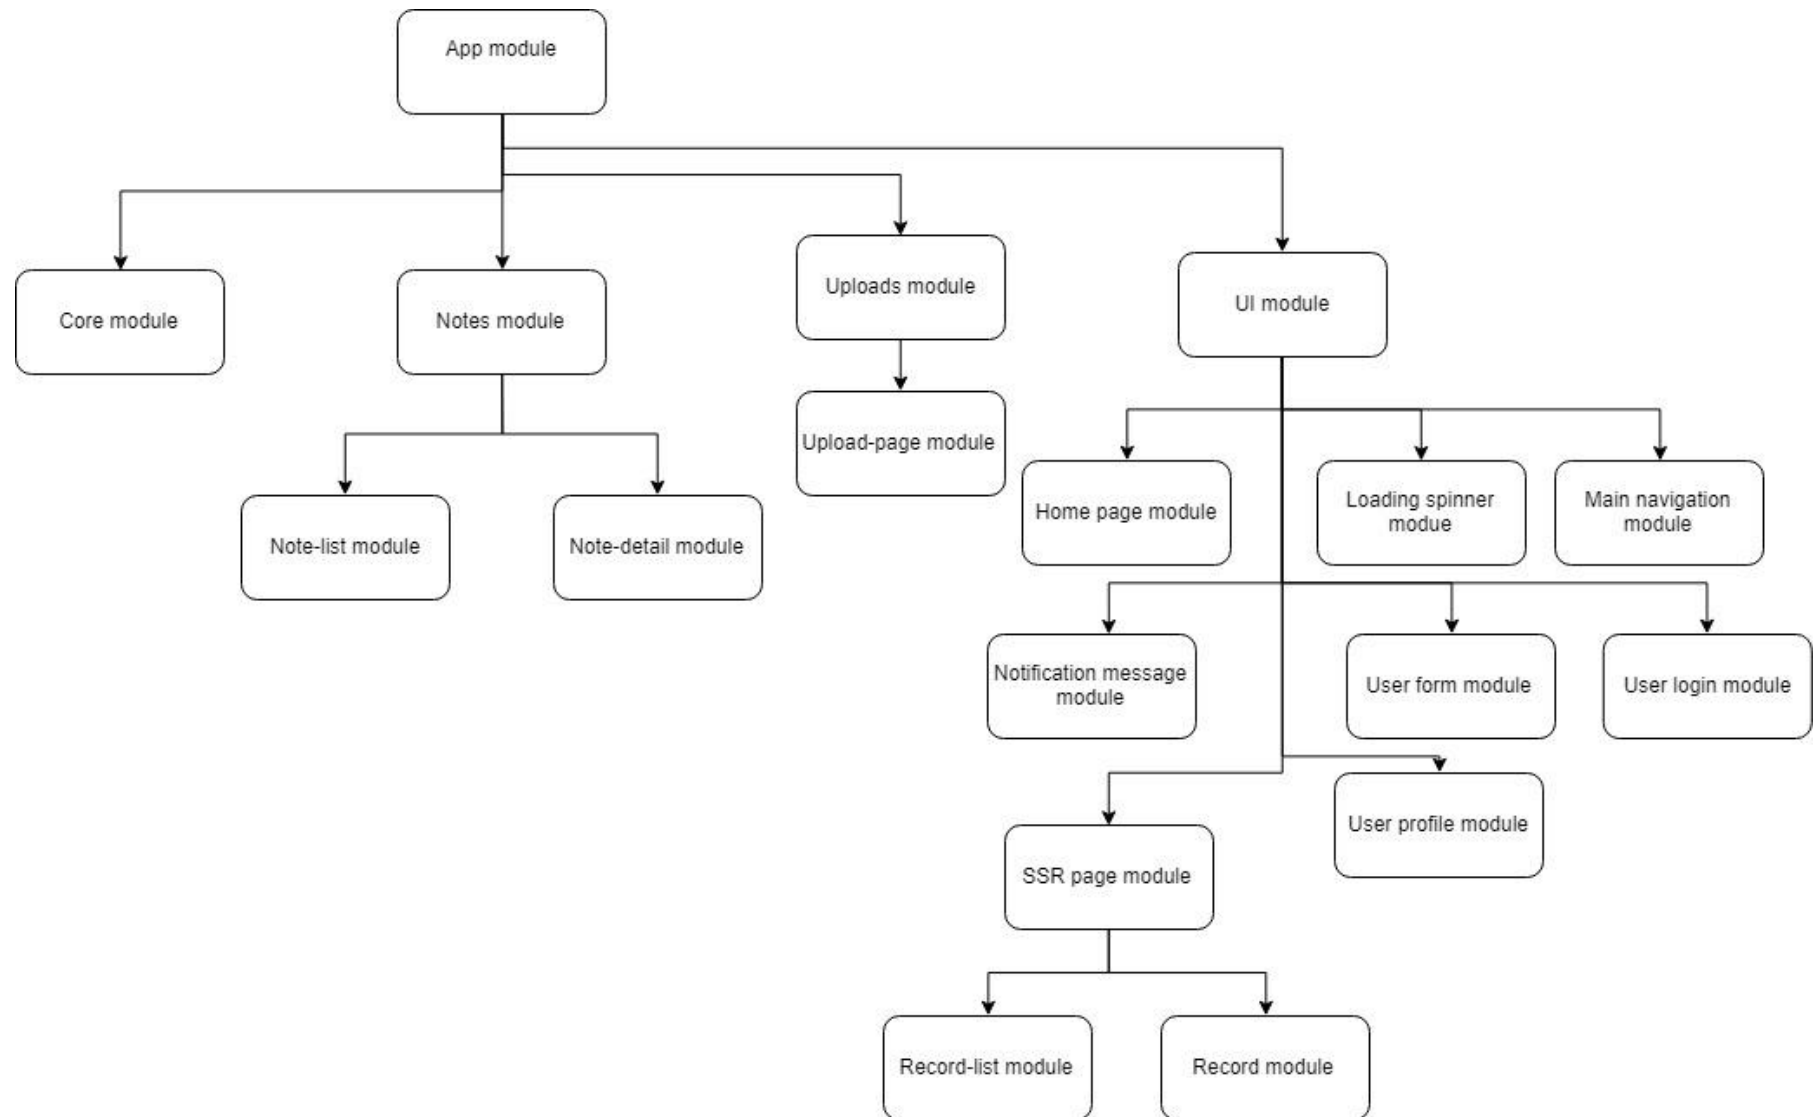 App module
Core module
Notes module
Uploads module
UI module
Upload-page module
Note-list module
Note-detail module
Home page module
Loading spinner
modue
Main navigation
module
Notification message
module
User form module
User login module
SSR page module
User profile module
Record-list module
Record module